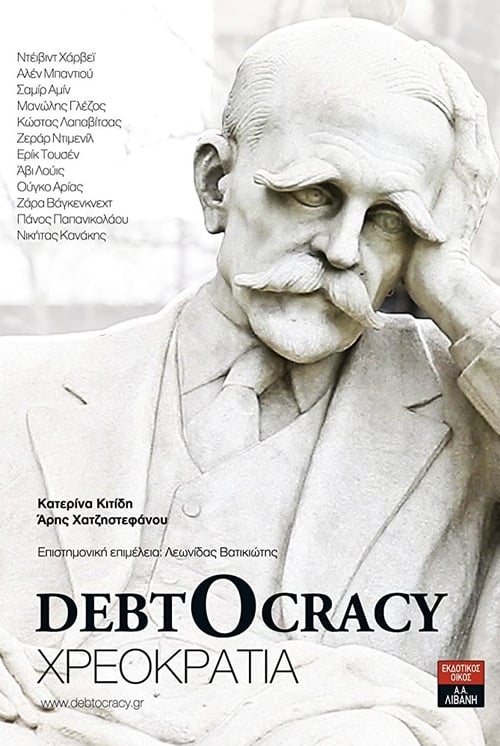 Ντέιβιντ Χάρβεϊ
Αλέν Μπαντιού
Σαμίρ Αμίν
Μανώλης Γλέζος
Κώστας Λαπαβίτσας
Ζεράρ Ντιμενίλ
Ερίκ Τουσέν
Άβι Λούις
Ούγκο Αρίας
Ζάρα Βάγκενκνεχτ
Πάνος Παπανικολάου
Νικήτας Κανάκης
Κατερίνα Κιτίδη
Άρης Χατζηστεφάνου
Επιστημονική επιμέλεια: Λεωνίδας Βατικιώτης
DEBTOCRACY
ΧΡΕΟΚΡΑΤΙΑ
www.debtocracy.gr
ΕΚΔΟΤΙΚΟΣ
ΟΙΚΟΣ
Α.Α.
ΛΙΒΑΝΗ